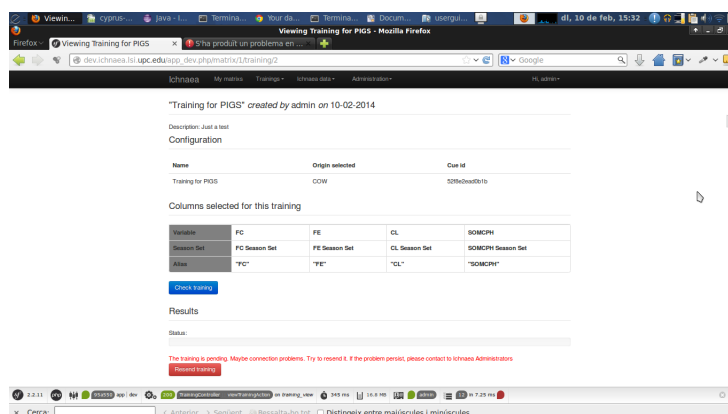 Viewin... cyprus-... java - I... Termina... Your da... Termina... Docum... usergui... dl, 10 de feb, 15:32
Viewing Training for PIGS - Mozilla Firefox
Firefox Viewing Training for PIGS S'ha produït un problema en ...
dev.ichnaea.lsi.upc.edu/app_dev.php/matrix/1/training/2 Google
Ichnaea My matrixs Trainings Ichnaea data Administration Hi, admin
"Training for PIGS" created by admin on 10-02-2014
Description: Just a test
Configuration
Name Origin selected Cue id
Training for PIGS COW 52f8e2ead0b1b
Columns selected for this training
Variable FC FE CL SOMCPH
Season Set FC Season Set FE Season Set CL Season Set SOMCPH Season Set
Alias "FC" "FE" "CL" "SOMCPH"
Check training
Results
Status:
The training is pending. Maybe connection problems. Try to resend it. If the problem persist, please contact to Ichnaea Administrators
Resend training
2.2.11 app dev 200 TrainingController viewTrainingAction on training_view 345 ms 16.8 MB admin 12 in 7.25 ms
× Cerca: Anterior Següent Ressalta-ho tot Distingeix entre majúscules i minúscules